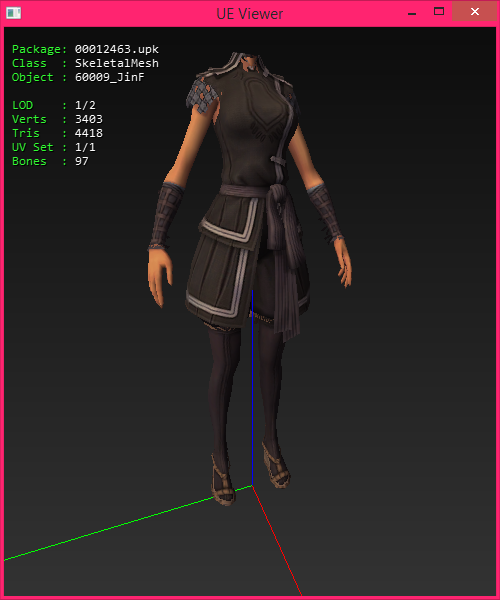 UE Viewer
Package: 00012463.upk
Class : SkeletalMesh
Object : 60009_JinF
LOD : 1/2
Verts : 3403
Tris : 4418
UV Set : 1/1
Bones : 97